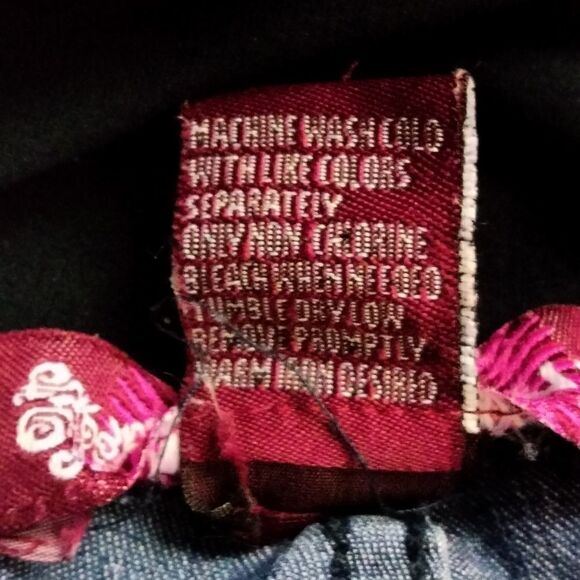 MACHINE WASH COLD
WITH LIKE COLORS
SEPARATELY
ONLY NON-CHLORINE
BLEACH WHEN NEEDED
TUMBLE DRY LOW
REMOVE PROMPTLY
WARM IRON DESIRED